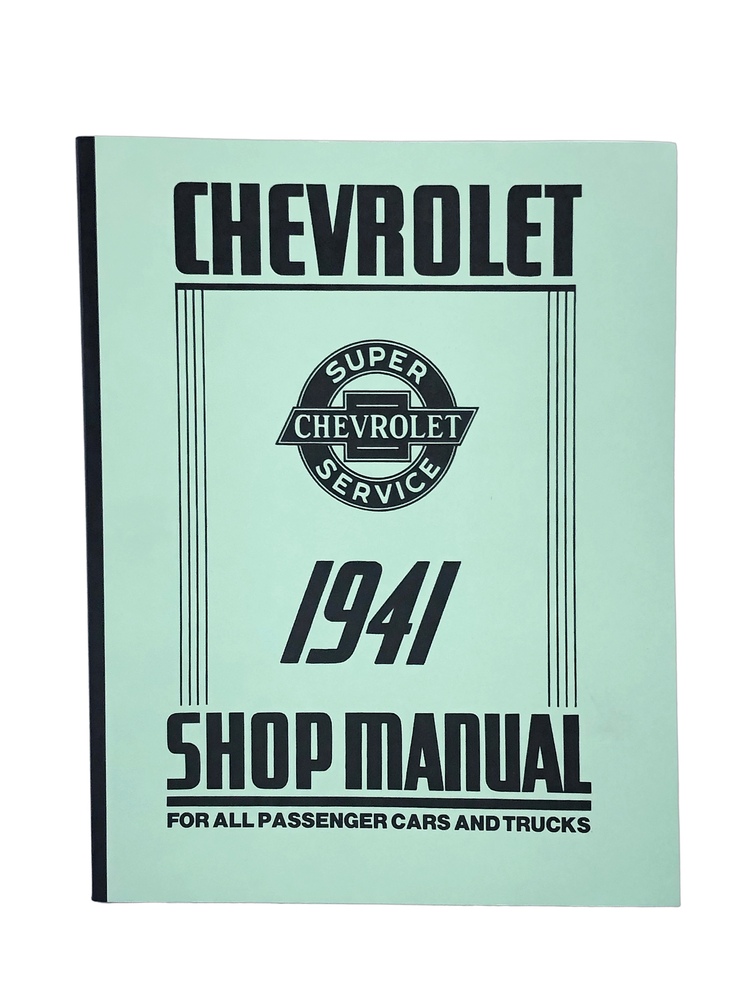 CHEVROLET
SUPER
CHEVROLET
SERVICE
1941
SHOP MANUAL
FOR ALL PASSENGER CARS AND TRUCKS